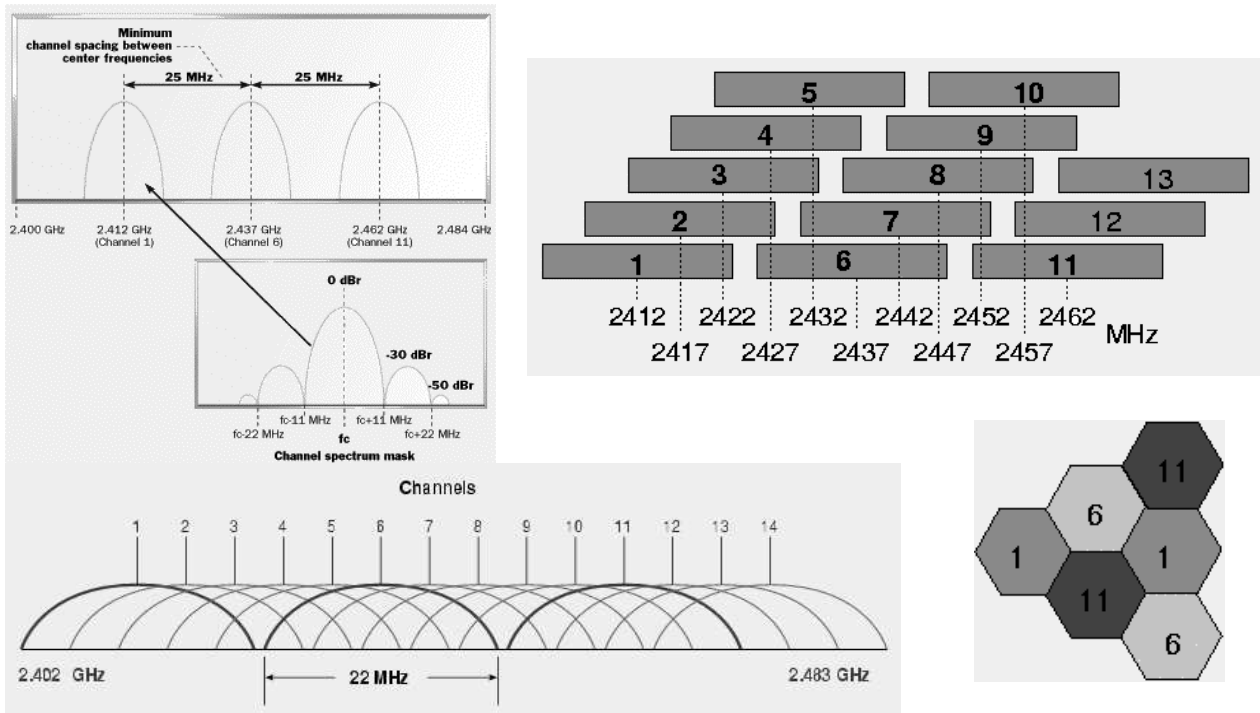 Minimum
channel spacing between
center frequencies
25 MHz 25 MHz
2.400 GHz 2.412 GHz 2.437 GHz 2.462 GHz 2.484 GHz
(Channel 1) (Channel 6) (Channel 11)
0 dBr
-30 dBr
-50 dBr
fc-11 MHz fc+11 MHz
fc-22 MHz fc fc+22 MHz
Channel spectrum mask
5 10
4 9
3 8 13
2 7 12
1 6 11
2412 2422 2432 2442 2452 2462
MHz
2417 2427 2437 2447 2457
Channels
1 2 3 4 5 6 7 8 9 10 11 12 13 14
2.402 GHz 22 MHz 2.483 GHz
11
6
1 1
11
6